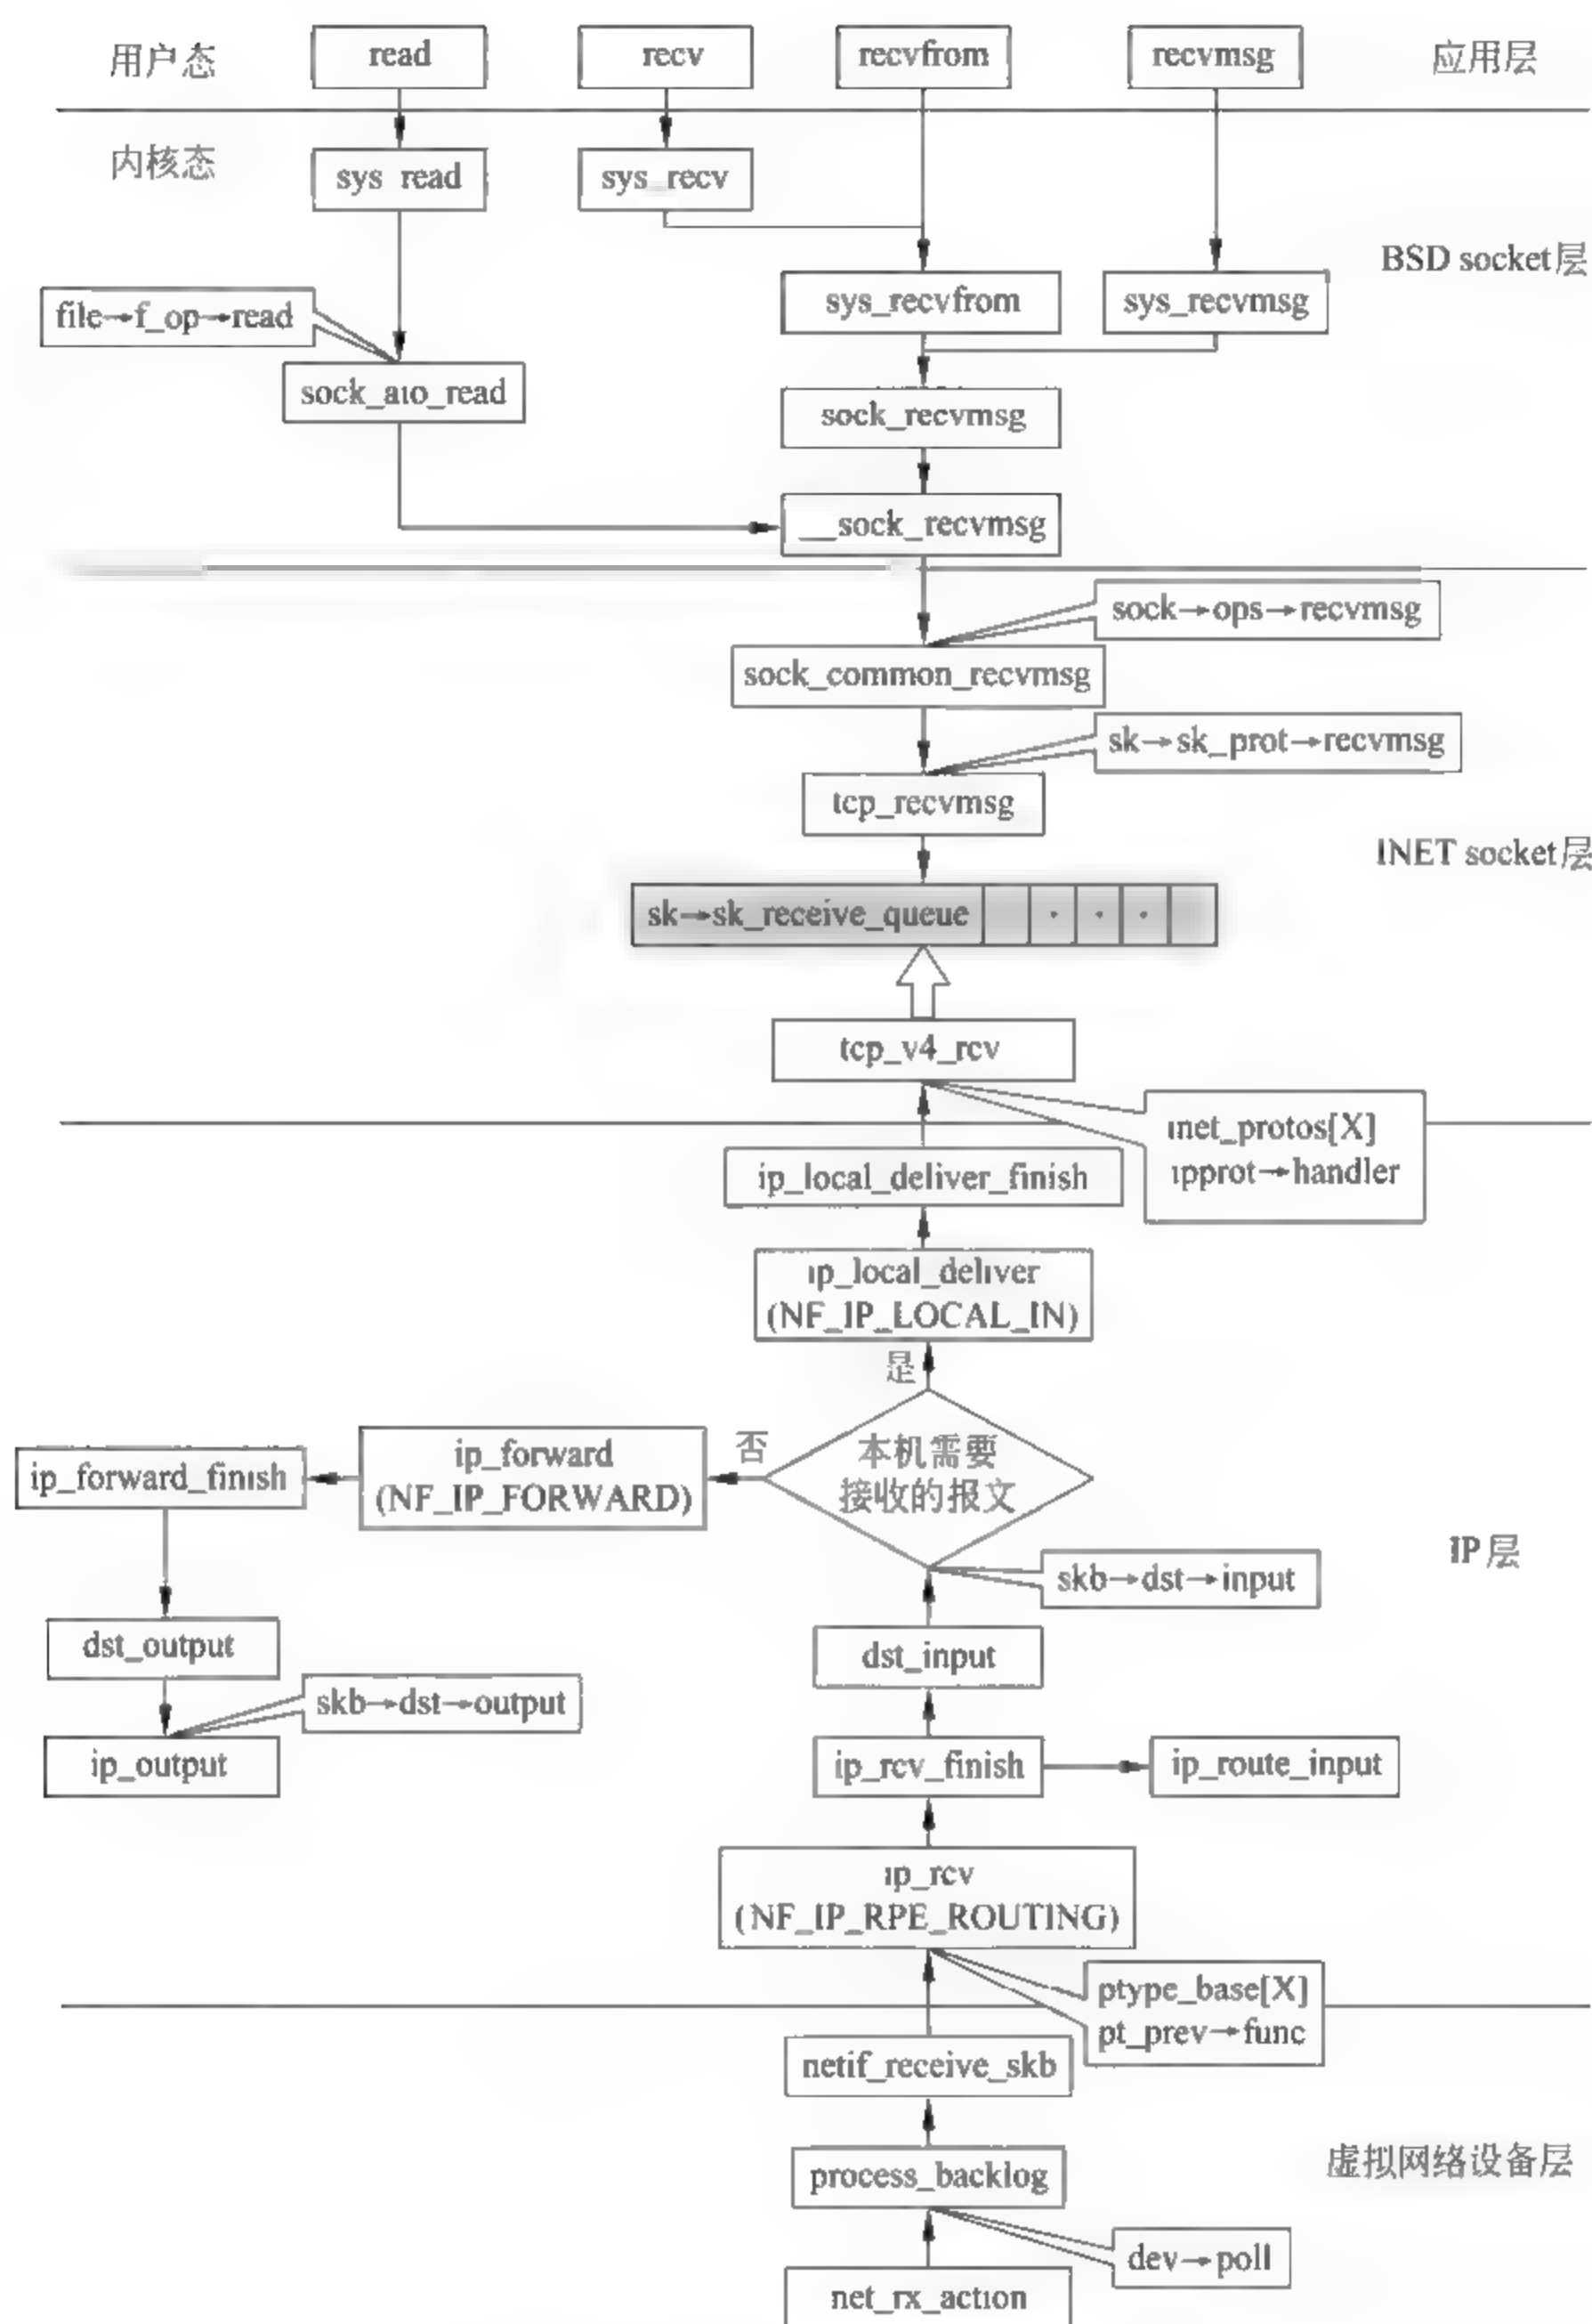 用户态
read
recv
recvfrom
recvmsg
应用层
内核态
sys read
sys_recv
BSD socket层
file→f_op→read
sys_recvfrom
sys_recvmsg
sock_aio_read
sock_recvmsg
__sock_recvmsg
sock→ops→recvmsg
sock_common_recvmsg
sk→sk_prot→recvmsg
tcp_recvmsg
INET socket层
sk→sk_receive_queue
· · ·
tcp_v4_rcv
inet_protos[X]
ipprot→handler
ip_local_deliver_finish
ip_local_deliver
(NF_IP_LOCAL_IN)
是
本机需要
接收的报文
否
ip_forward
(NF_IP_FORWARD)
ip_forward_finish
IP层
skb→dst→input
dst_output
dst_input
skb→dst→output
ip_output
ip_rcv_finish
ip_route_input
ip_rcv
(NF_IP_RPE_ROUTING)
ptype_base[X]
pt_prev→func
netif_receive_skb
process_backlog
虚拟网络设备层
dev→poll
net_rx_action